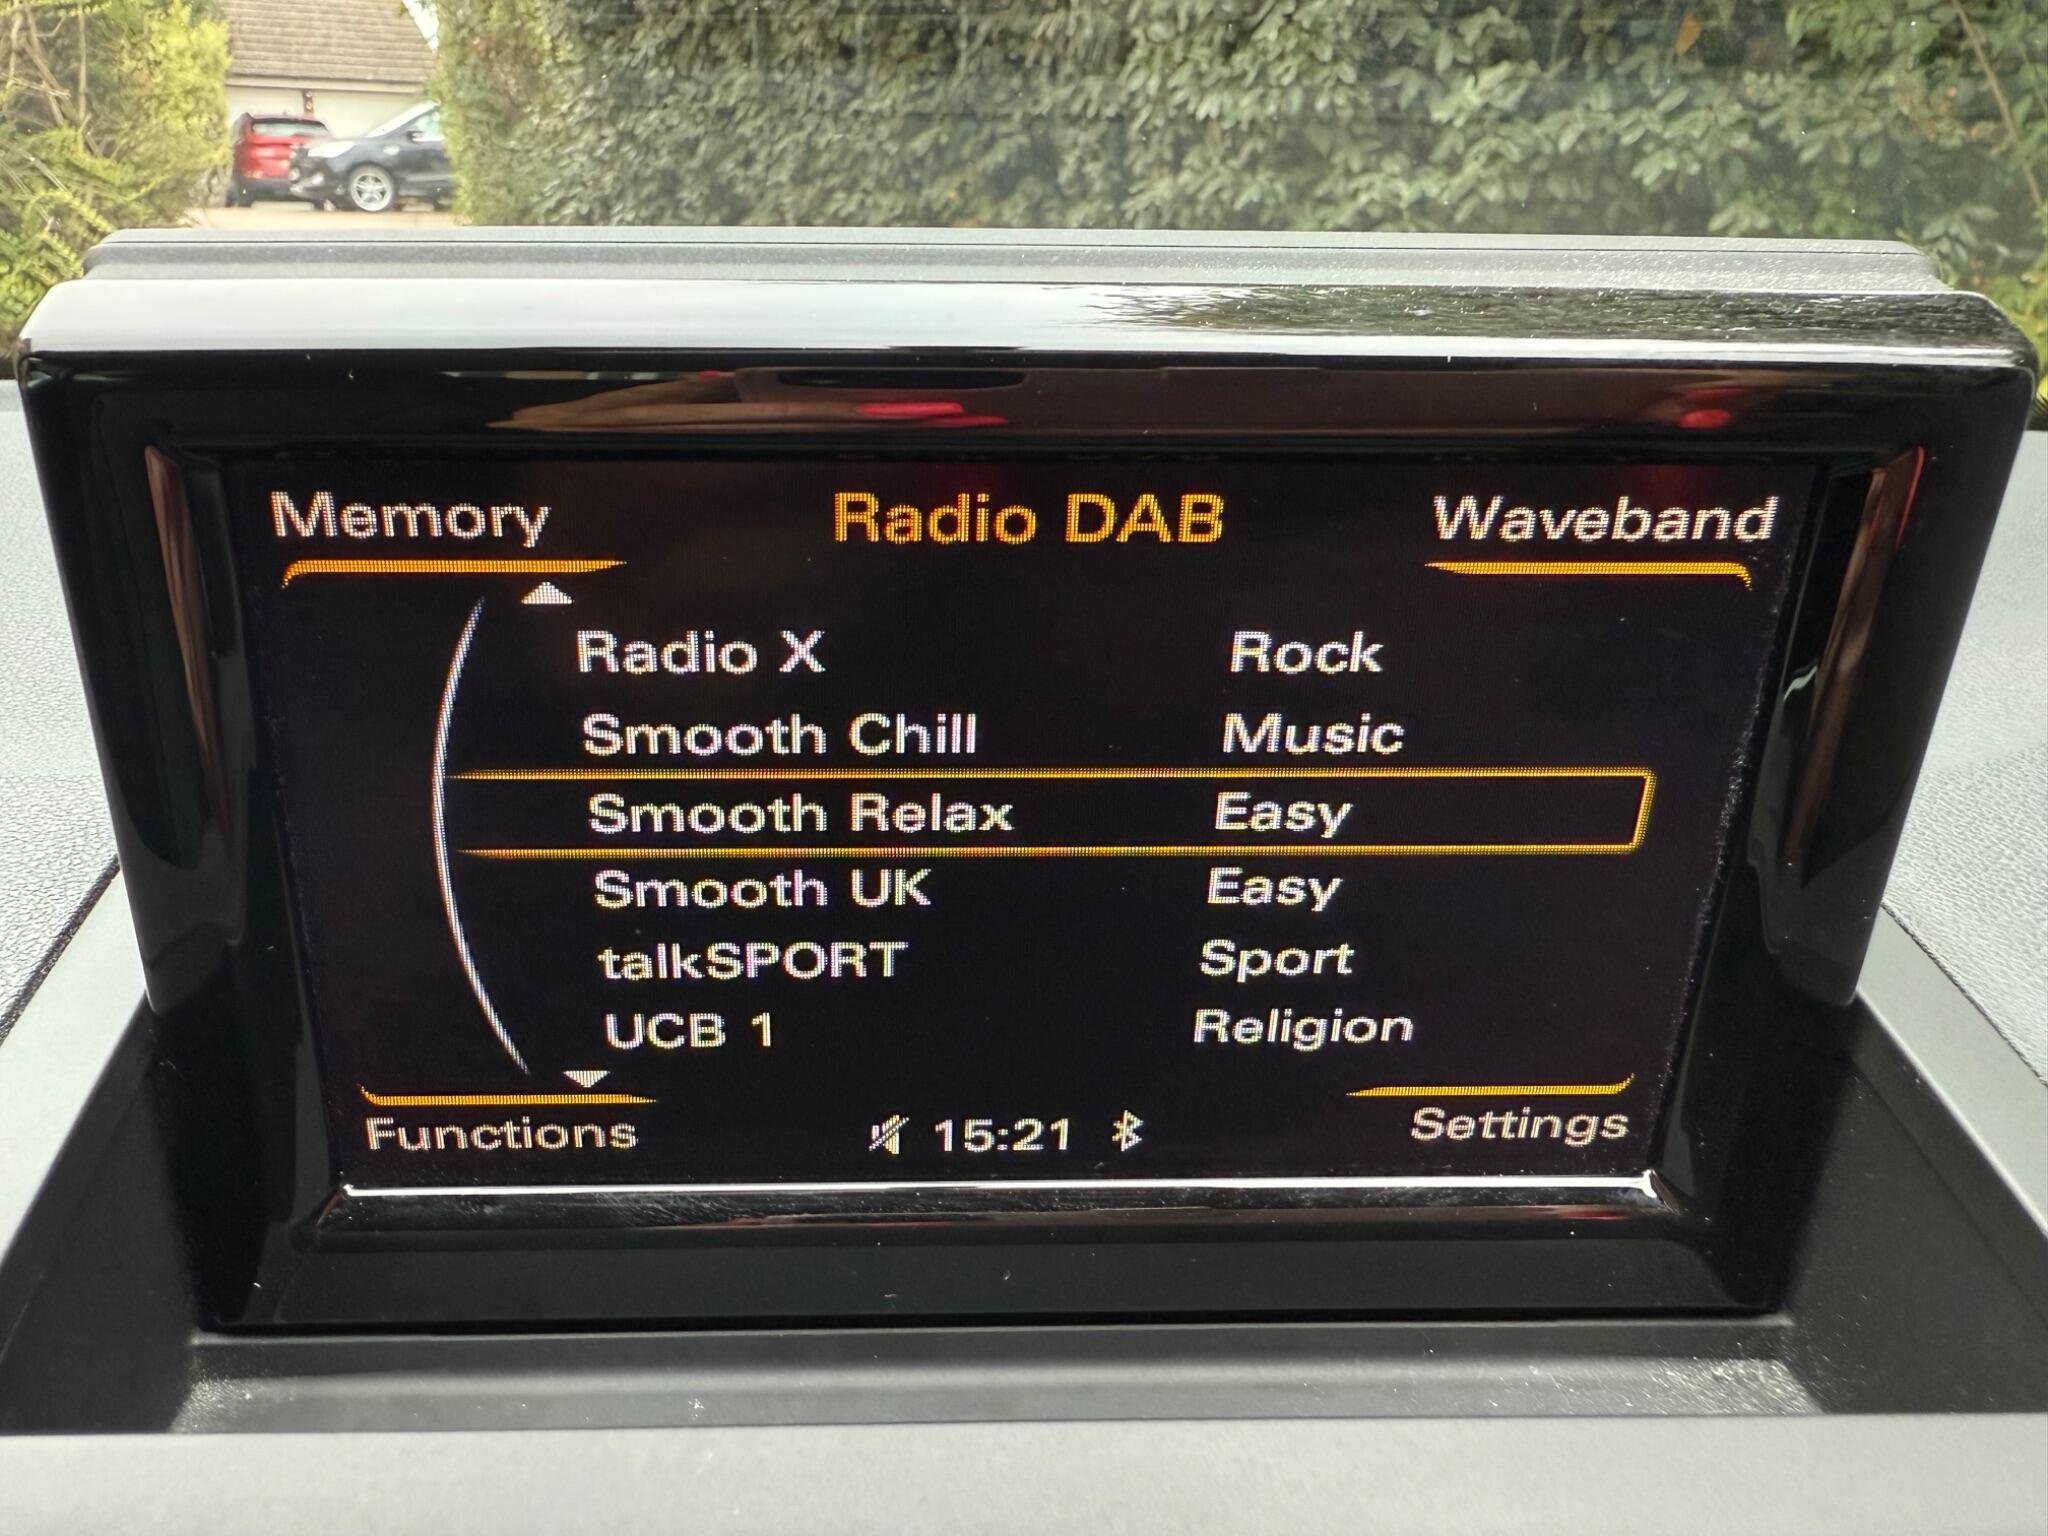 Memory Radio DAB Waveband
Radio X Rock
Smooth Chill Music
Smooth Relax Easy
Smooth UK Easy
talkSPORT Sport
UCB 1 Religion
Functions 15:21 Settings